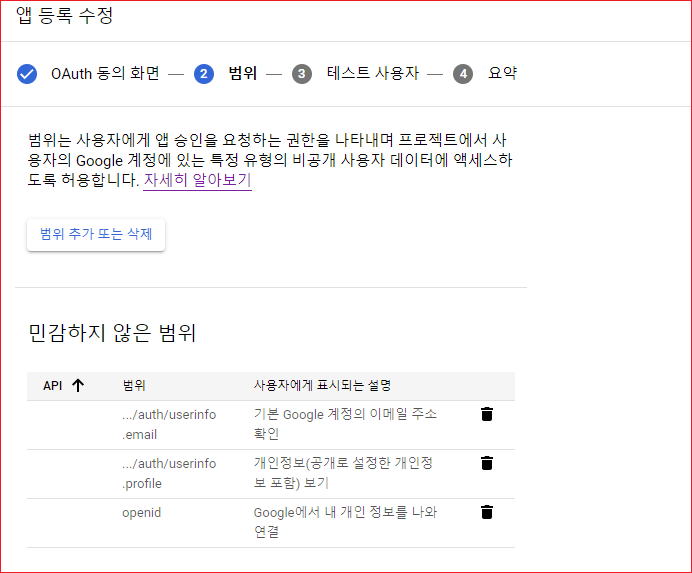 앱 등록 수정
OAuth 동의 화면 — 2 범위 — 3 테스트 사용자 — 4 요약
범위는 사용자에게 앱 승인을 요청하는 권한을 나타내며 프로젝트에서 사
용자의 Google 계정에 있는 특정 유형의 비공개 사용자 데이터에 액세스하
도록 허용합니다. 자세히 알아보기
범위 추가 또는 삭제
민감하지 않은 범위
API 범위 사용자에게 표시되는 설명
.../auth/userinfo 기본 Google 계정의 이메일 주소
.email 확인
.../auth/userinfo 개인정보(공개로 설정한 개인정
.profile 보 포함) 보기
openid Google에서 내 개인 정보를 나와
연결